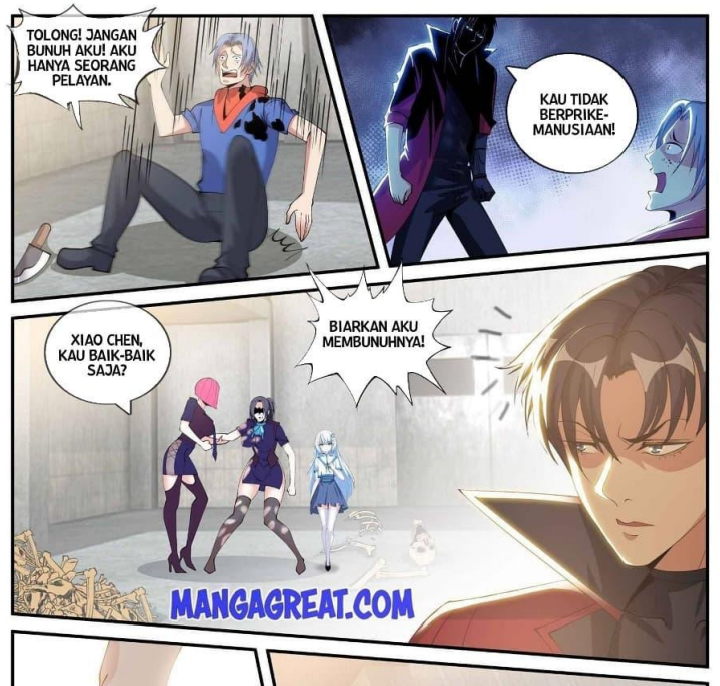 TOLONG! JANGAN
BUNUH AKU! AKU
HANYA SEORANG
PELAYAN.
KAU TIDAK
BERPRIKE-
MANUSIAAN!
XIAO CHEN,
KAU BAIK-BAIK
SAJA?
BIARKAN AKU
MEMBUNUHNYA!
MANGAGREAT.COM